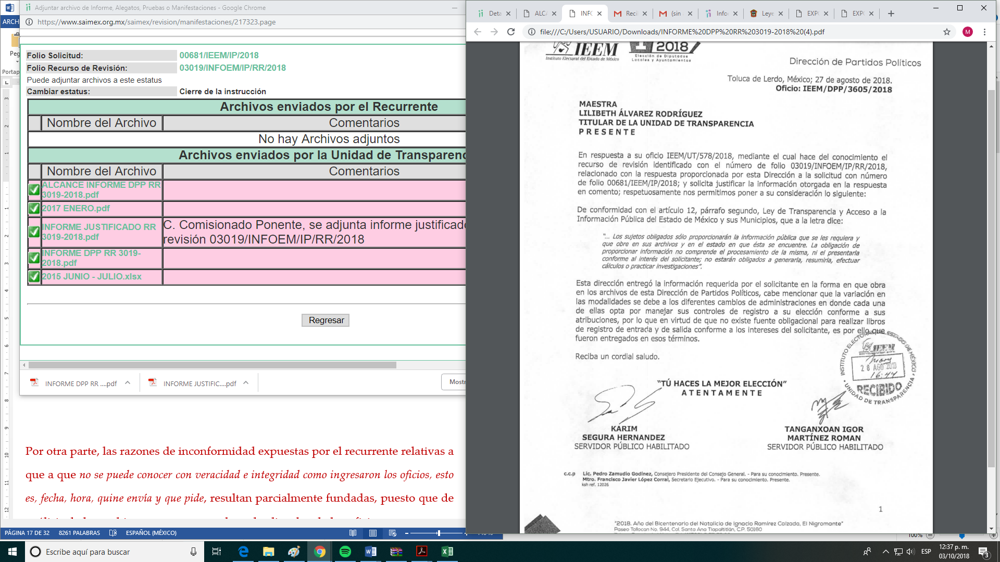 Adjuntar archivo de Informe, Alegatos, Pruebas o Manifestaciones - Google Chrome
https://www.saimex.org.mx/saimex/revision/manifestaciones/217323.page
ARCH
Peg
Portap
Folio Solicitud: 00681/IEEM/IP/2018
Folio Recurso de Revisión: 03019/INFOEM/IP/RR/2018
Puede adjuntar archivos a este estatus
Cambiar estatus: Cierre de la instrucción
Archivos enviados por el Recurrente
Nombre del Archivo Comentarios
No hay Archivos adjuntos
Archivos enviados por la Unidad de Transparenc
Nombre del Archivo Comentarios
ALCANCE INFORME DPP RR
3019-2018.pdf
2017 ENERO.pdf
INFORME JUSTIFICADO RR
3019-2018.pdf
C. Comisionado Ponente, se adjunta informe justificado
revisión 03019/INFOEM/IP/RR/2018
INFORME DPP RR 3019-
2018.pdf
2015 JUNIO - JULIO.xlsx
Regresar
INFORME DPP RR ....pdf
INFORME JUSTIFIC....pdf
Mostr
Por otra parte, las razones de inconformidad expuestas por el recurrente relativas a
que a que no se puede conocer con veracidad e integridad como ingresaron los oficios, esto
es, fecha, hora, quine envía y que pide, resultan parcialmente fundadas, puesto que de
PÁGINA 17 DE 32 8261 PALABRAS ESPAÑOL (MÉXICO)
Deta
ALCA
INFO
Recil
(sin
Info
Leye
EXPO
EXPO
file:///C:/Users/USUARIO/Downloads/INFORME%20DPP%20RR%203019-2018%20(4).pdf
M
IEEM
Instituto Electoral del Estado de México
2018
Elección de Diputados
Locales y Ayuntamientos
Dirección de Partidos Políticos
Toluca de Lerdo, México; 27 de agosto de 2018.
Oficio: IEEM/DPP/3605/2018
MAESTRA
LILIBETH ÁLVAREZ RODRÍGUEZ
TITULAR DE LA UNIDAD DE TRANSPARENCIA
P R E S E N T E
En respuesta a su oficio IEEM/UT/578/2018, mediante el cual hace del conocimiento el
recurso de revisión identificado con el número de folio 03019/INFOEM/IP/RR/2018,
relacionado con la respuesta proporcionada por esta Dirección a la solicitud con número
de folio 00681/IEEM/IP/2018; y solicita justificar la información otorgada en la respuesta
en comento; respetuosamente nos permitimos poner a su consideración lo siguiente:
De conformidad con el artículo 12, párrafo segundo, Ley de Transparencia y Acceso a la
Información Pública del Estado de México y sus Municipios, que a la letra dice:
"... Los sujetos obligados sólo proporcionarán la información pública que se les requiera y
que obre en sus archivos y en el estado en que ésta se encuentre. La obligación de
proporcionar información no comprende el procesamiento de la misma, ni el presentarla
conforme al interés del solicitante; no estarán obligados a generarla, resumirla, efectuar
cálculos o practicar investigaciones".
Esta dirección entregó la información requerida por el solicitante en la forma en que obra
en los archivos de esta Dirección de Partidos Políticos, cabe mencionar que la variación en
las modalidades se debe a los diferentes cambios de administraciones en donde cada una
de ellas opta por manejar sus controles de registro a su elección conforme a sus
atribuciones, por lo que en virtud de que no existe fuente obligacional para realizar libros
de registro de entrada y de salida conforme a los intereses del solicitante, es por ello que
fueron entregados en esos términos.
Reciba un cordial saludo.
INSTITUTO ELECTORAL DEL ESTADO DE MÉXICO
IEEM
28 AGO 2018
16:44
RECIBIDO
UNIDAD DE TRANSPARENCIA
"TÚ HACES LA MEJOR ELECCIÓN"
A T E N T A M E N T E
KARIM
SEGURA HERNANDEZ
SERVIDOR PÚBLICO HABILITADO
TANGANXOAN IGOR
MARTÍNEZ ROMAN
SERVIDOR PÚBLICO HABILITADO
c.c.p Lic. Pedro Zamudio Godínez, Consejero Presidente del Consejo General. - Para su conocimiento. Presente.
Mtro. Francisco Javier López Corral, Secretario Ejecutivo. - Para su conocimiento. Presente.
ksh ref. 12026
1
"2018. Año del Bicentenario del Natalicio de Ignacio Ramírez Calzada, El Nigromante"
Paseo Tollocan No. 944, Col. Santa Ana Tlapaltitlán, C.P. 50160
100%
Escribe aquí para buscar
ESP
12:37 p. m.
03/10/2018
3